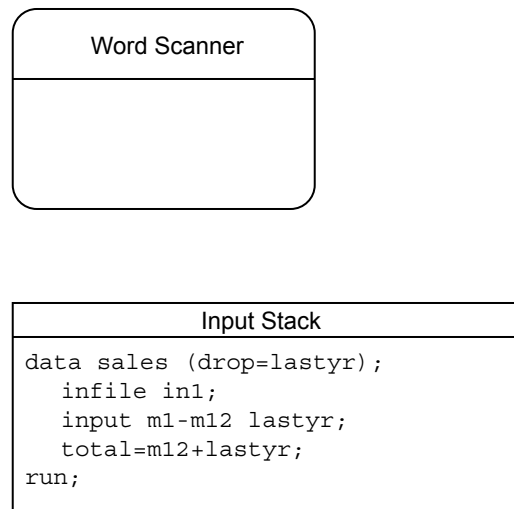 Word Scanner
Input Stack
data sales (drop=lastyr);
infile in1;
input m1-m12 lastyr;
total=m12+lastyr;
run;